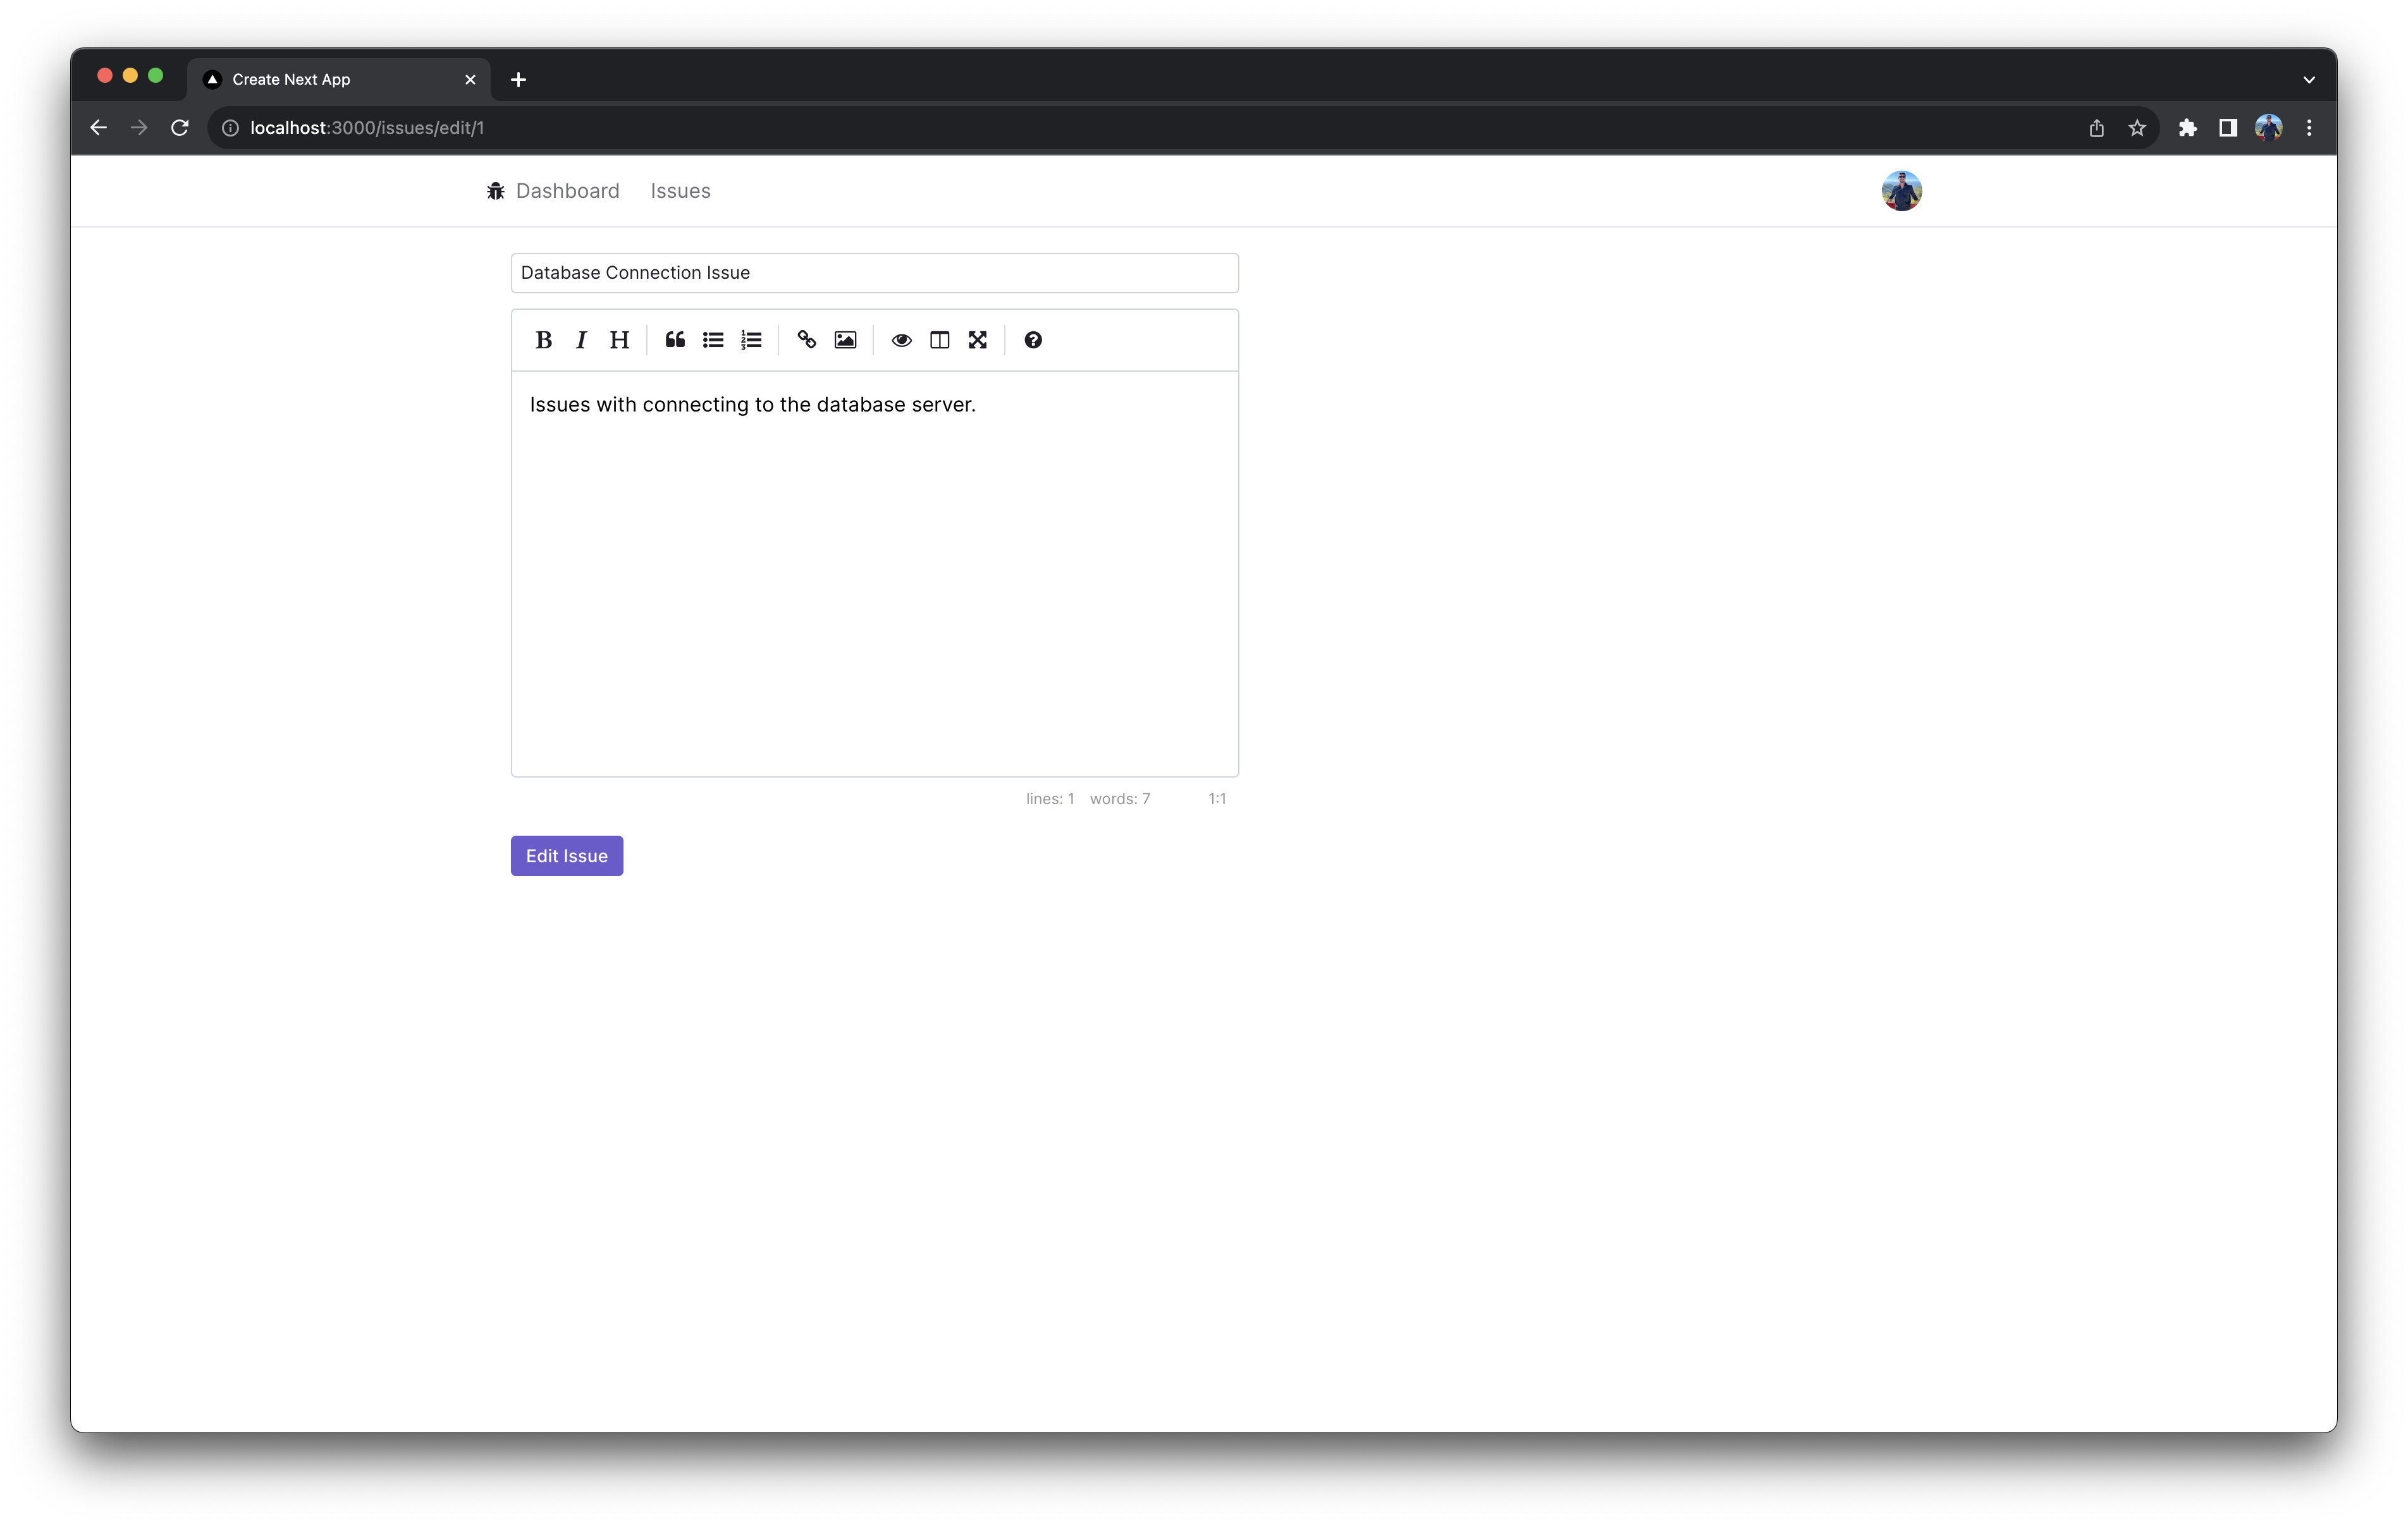 Create Next App
localhost:3000/issues/edit/1
Dashboard Issues
Database Connection Issue
B I H
Issues with connecting to the database server.
lines: 1 words: 7 1:1
Edit Issue